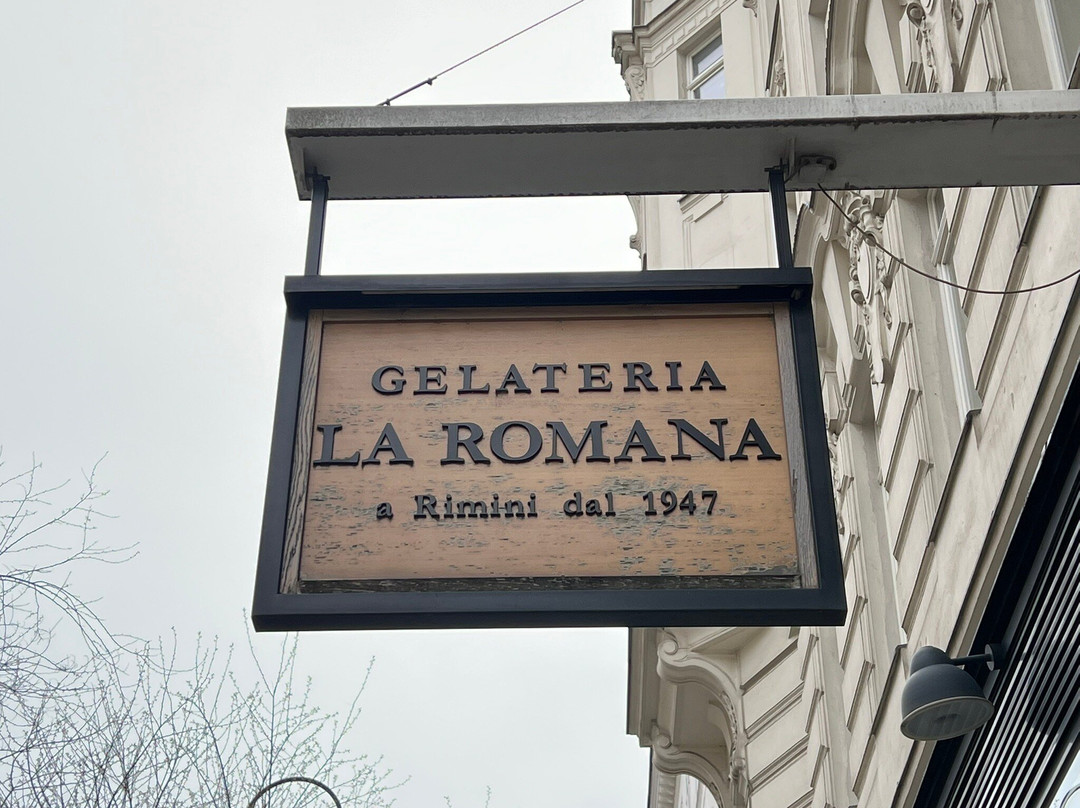 GELATERIA
LA ROMANA
a Rimini dal 1947